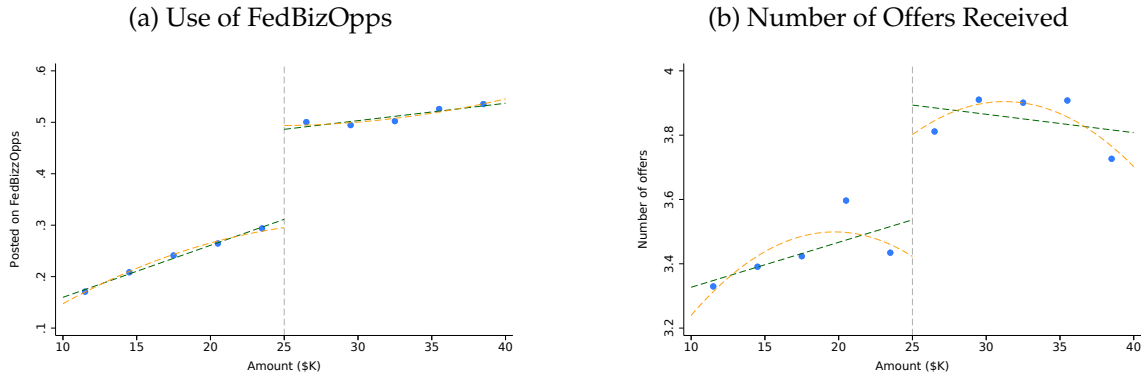 (a) Use of FedBizOpps
.6
.5
.4
.3
.2
.1
Posted on FedBizzOpps
10 15 20 25 30 35 40
Amount ($K)
(b) Number of Offers Received
4
3.8
3.6
3.4
3.2
Number of offers
10 15 20 25 30 35 40
Amount ($K)